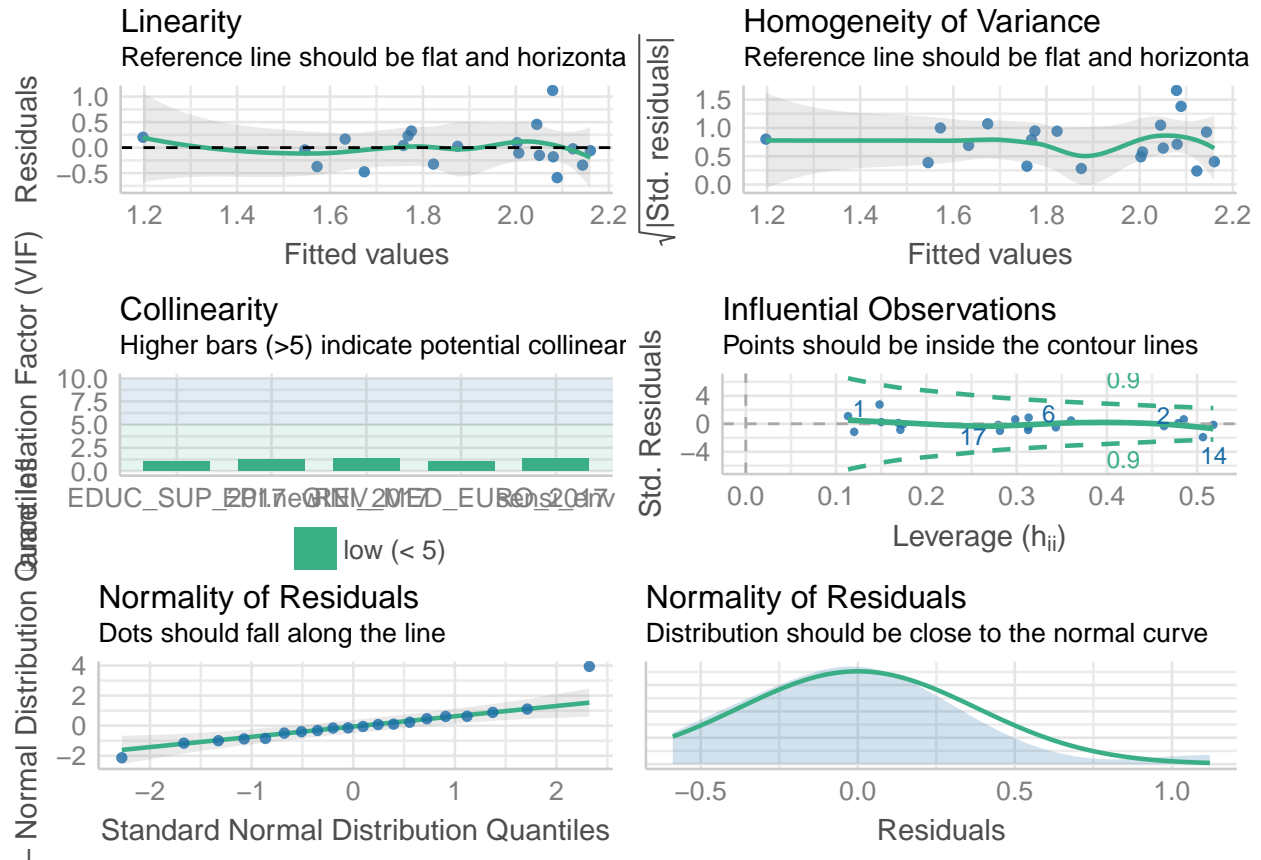 Linearity
Reference line should be flat and horizonta
Residuals
1.0
0.5
0.0
−0.5
1.2 1.4 1.6 1.8 2.0 2.2
Fitted values
Homogeneity of Variance
Reference line should be flat and horizonta
√|Std. residuals|
1.5
1.0
0.5
0.0
1.2 1.4 1.6 1.8 2.0 2.2
Fitted values
Collinearity
Higher bars (>5) indicate potential collinear
Factor (VIF)
10.0
7.5
5.0
2.5
0.0
EDUC_SUP_ _MED_EURO_2017
low (< 5)
Influential Observations
Points should be inside the contour lines
Std. Residuals
4
0
−4
0.9
1
17
6
2
14
0.9
0.0 0.1 0.2 0.3 0.4 0.5
Leverage (hii)
Normality of Residuals
Dots should fall along the line
− Normal Distribution
4
2
0
−2
−2 −1 0 1 2
Standard Normal Distribution Quantiles
Normality of Residuals
Distribution should be close to the normal curve
−0.5 0.0 0.5 1.0
Residuals